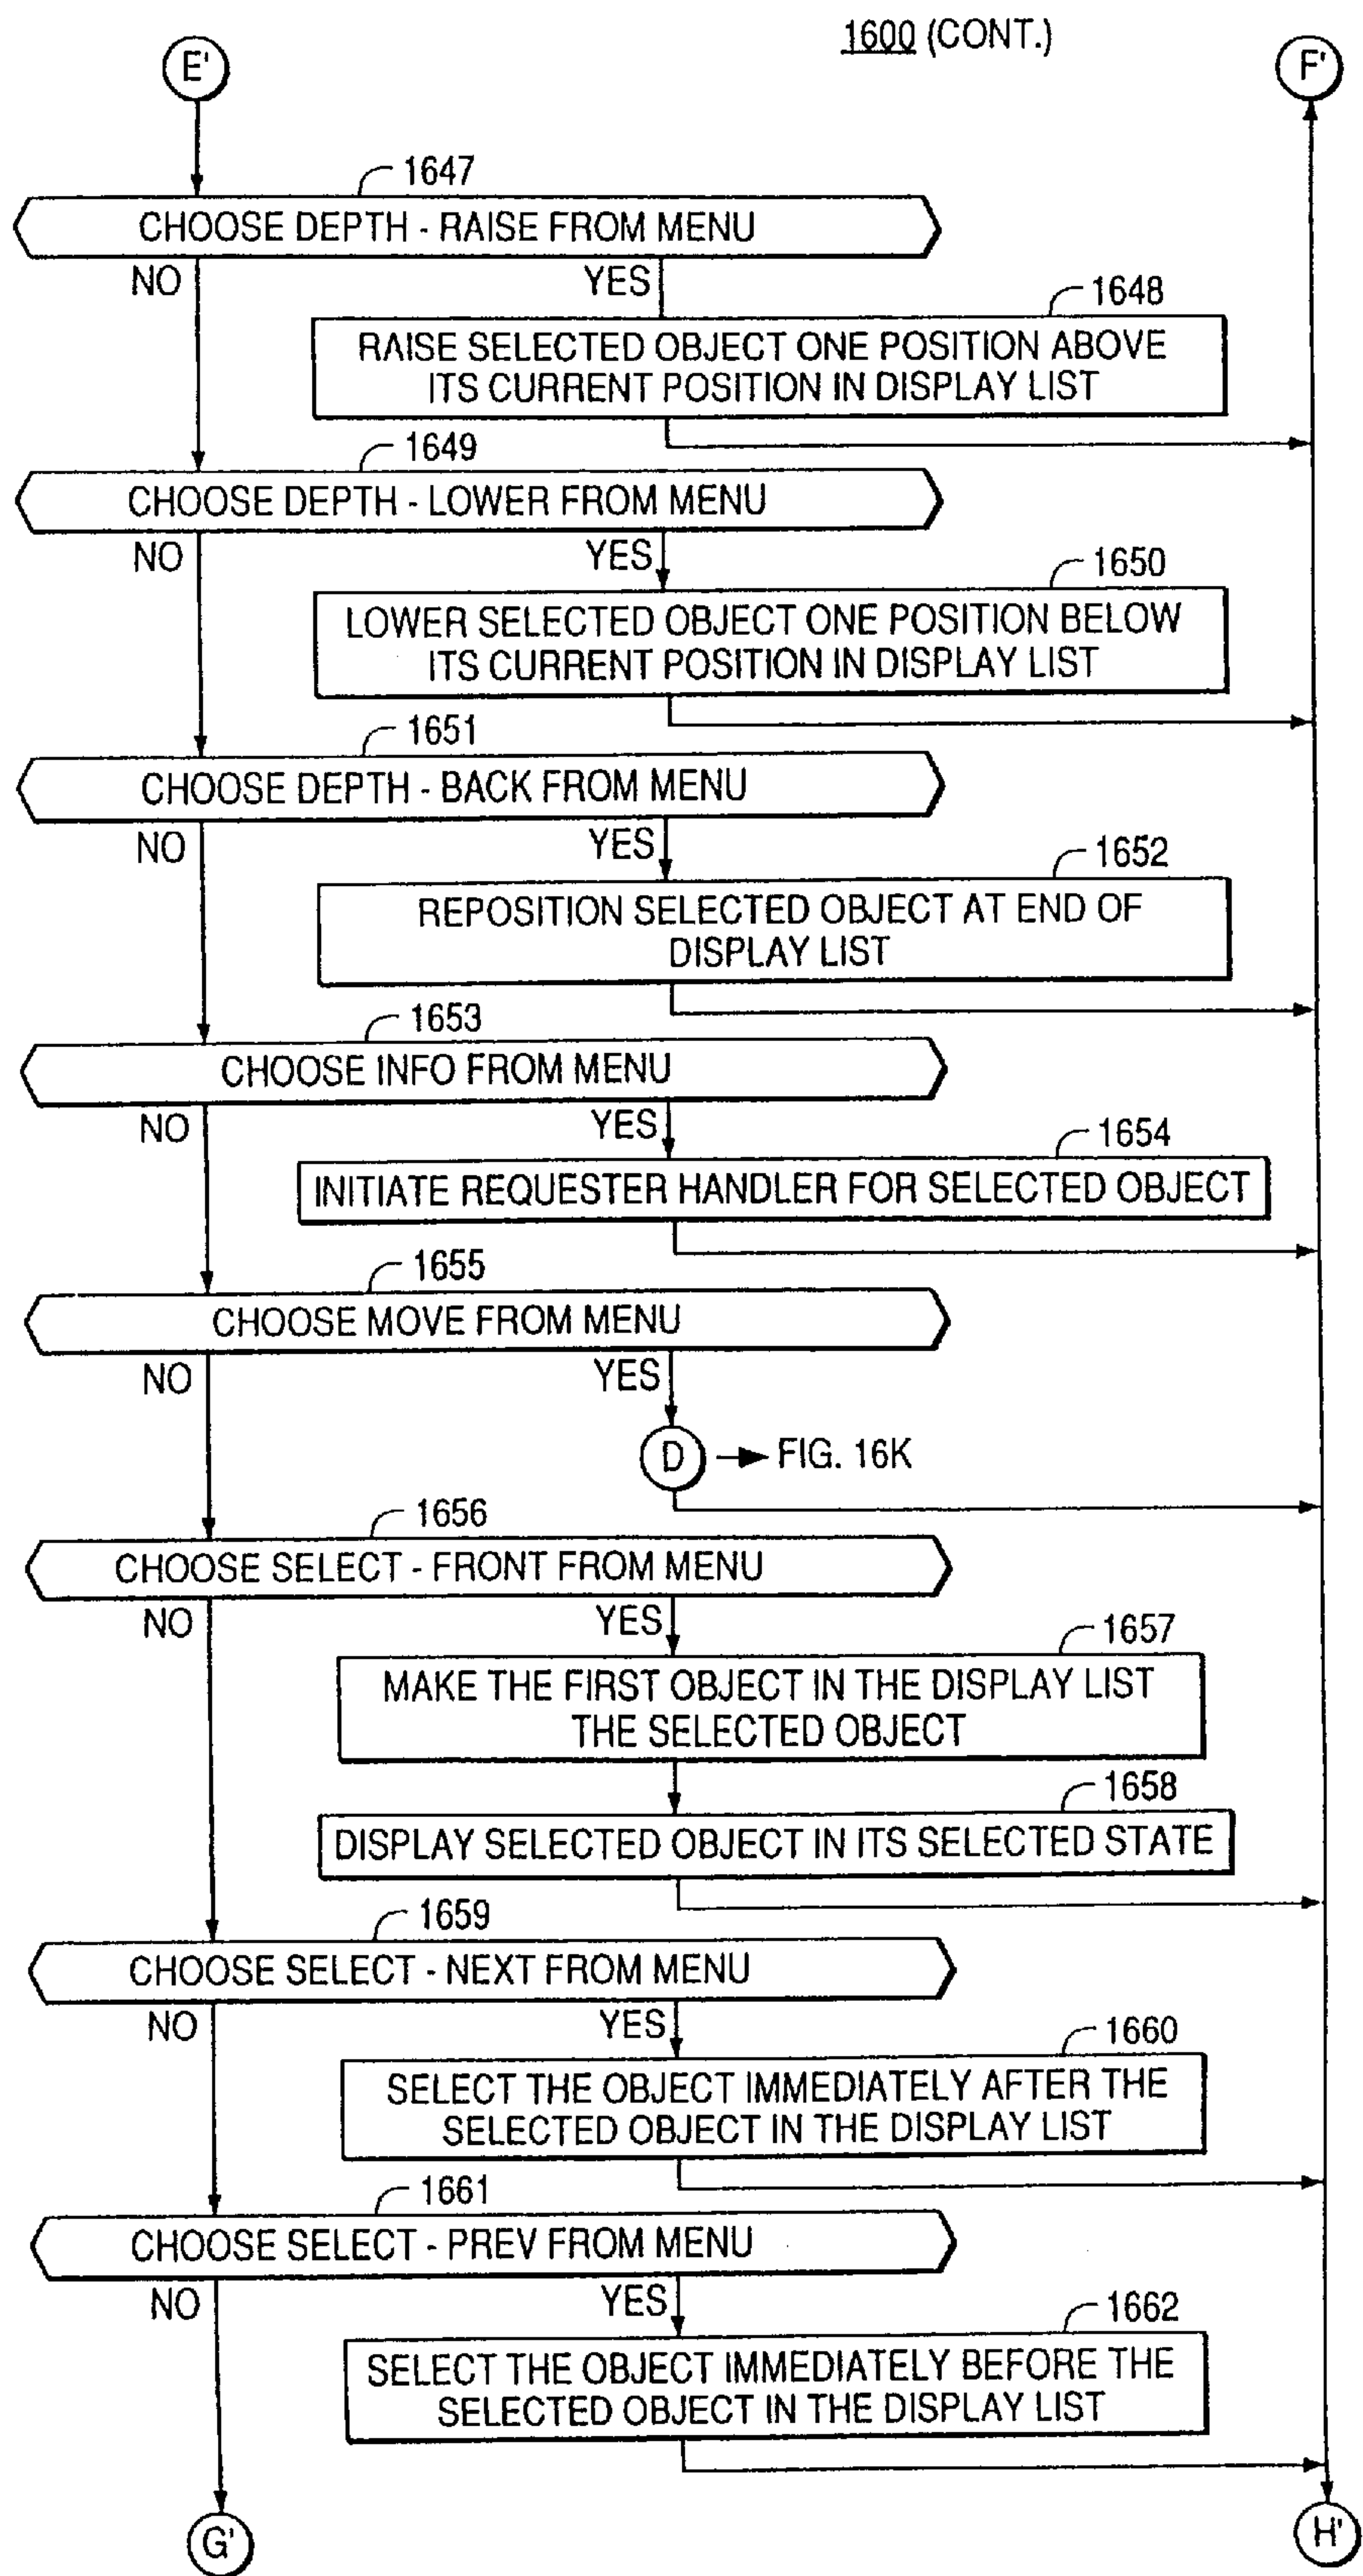 1600 (CONT.)
E'
F'
1647
CHOOSE DEPTH - RAISE FROM MENU
NO
YES
1648
RAISE SELECTED OBJECT ONE POSITION ABOVE
ITS CURRENT POSITION IN DISPLAY LIST
1649
CHOOSE DEPTH - LOWER FROM MENU
NO
YES
1650
LOWER SELECTED OBJECT ONE POSITION BELOW
ITS CURRENT POSITION IN DISPLAY LIST
1651
CHOOSE DEPTH - BACK FROM MENU
NO
YES
1652
REPOSITION SELECTED OBJECT AT END OF
DISPLAY LIST
1653
CHOOSE INFO FROM MENU
NO
YES
1654
INITIATE REQUESTER HANDLER FOR SELECTED OBJECT
1655
CHOOSE MOVE FROM MENU
NO
YES
D
FIG. 16K
1656
CHOOSE SELECT - FRONT FROM MENU
NO
YES
1657
MAKE THE FIRST OBJECT IN THE DISPLAY LIST
THE SELECTED OBJECT
1658
DISPLAY SELECTED OBJECT IN ITS SELECTED STATE
1659
CHOOSE SELECT - NEXT FROM MENU
NO
YES
1660
SELECT THE OBJECT IMMEDIATELY AFTER THE
SELECTED OBJECT IN THE DISPLAY LIST
1661
CHOOSE SELECT - PREV FROM MENU
NO
YES
1662
SELECT THE OBJECT IMMEDIATELY BEFORE THE
SELECTED OBJECT IN THE DISPLAY LIST
G'
H'